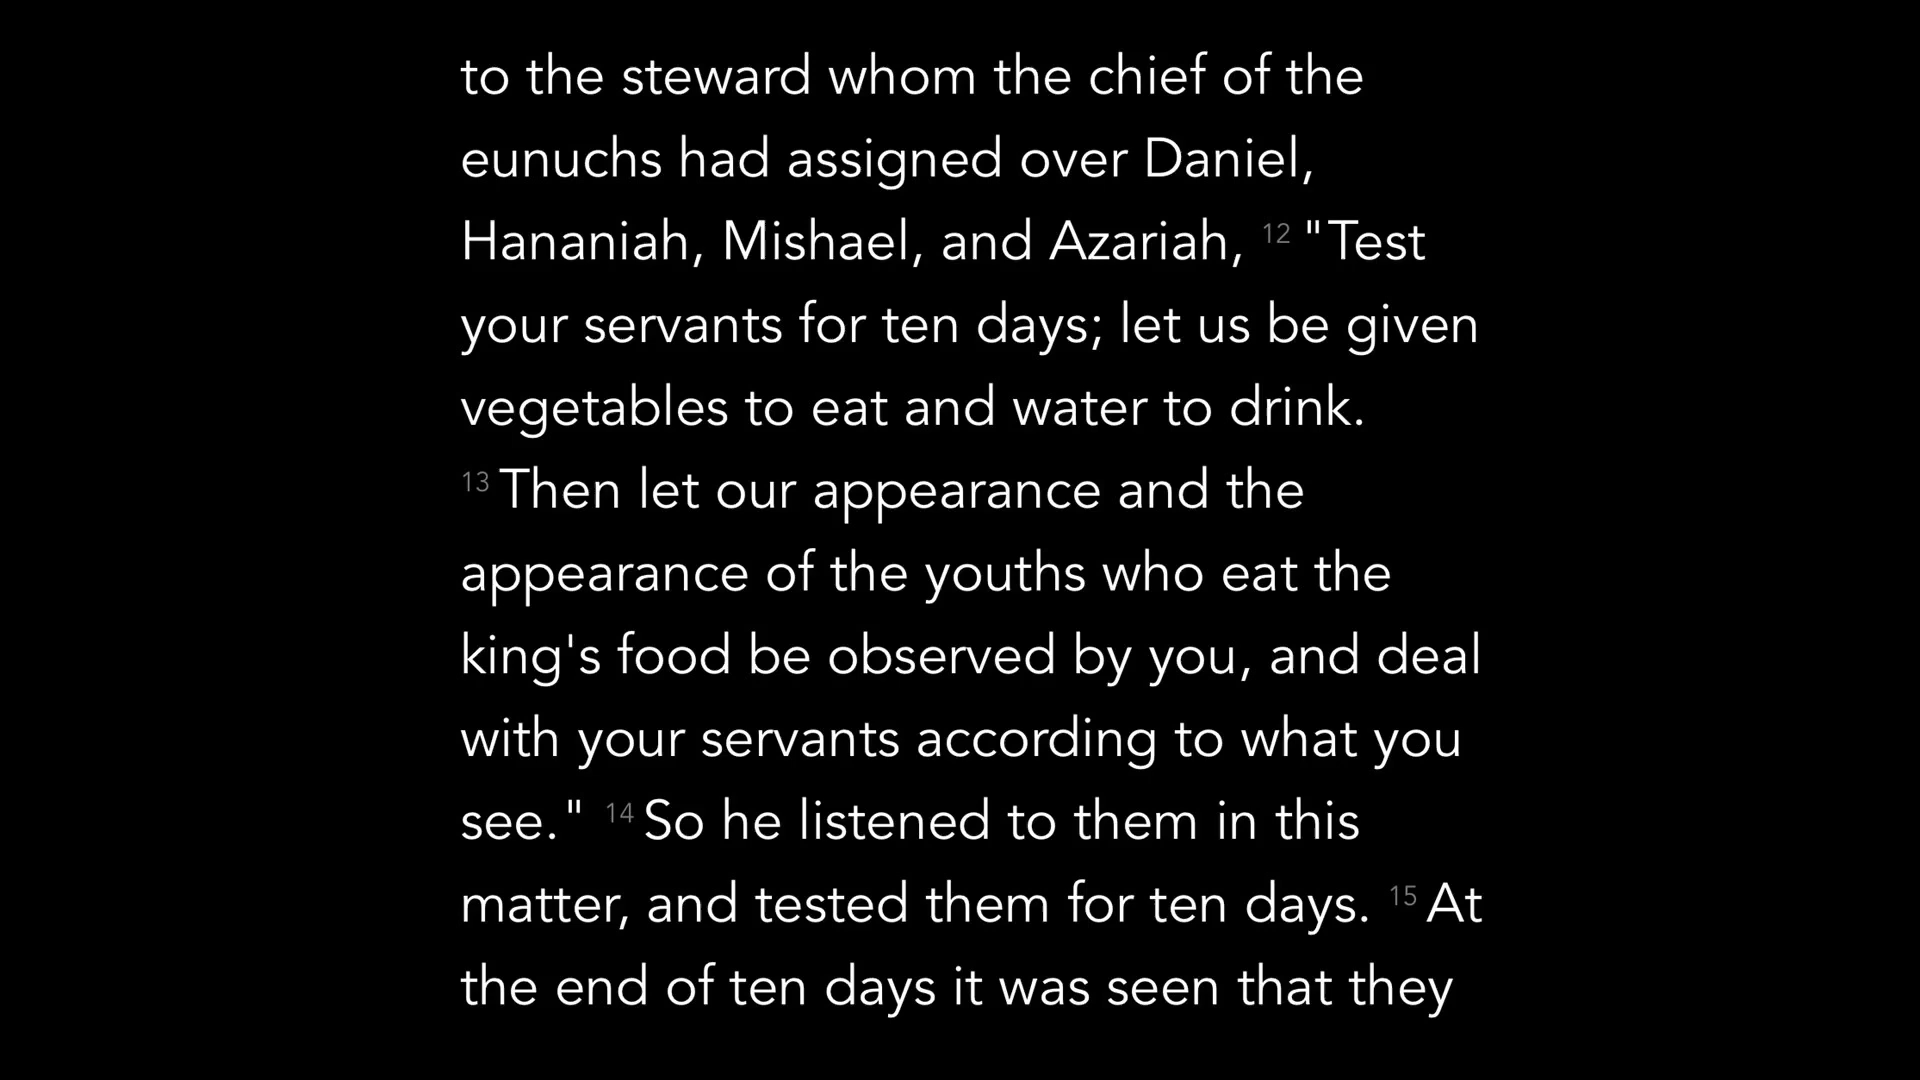 to the steward whom the chief of the
eunuchs had assigned over Daniel,
Hananiah, Mishael, and Azariah, 12 "Test
your servants for ten days; let us be given
vegetables to eat and water to drink.
13 Then let our appearance and the
appearance of the youths who eat the
king's food be observed by you, and deal
with your servants according to what you
see." 14 So he listened to them in this
matter, and tested them for ten days. 15 At
the end of ten days it was seen that they